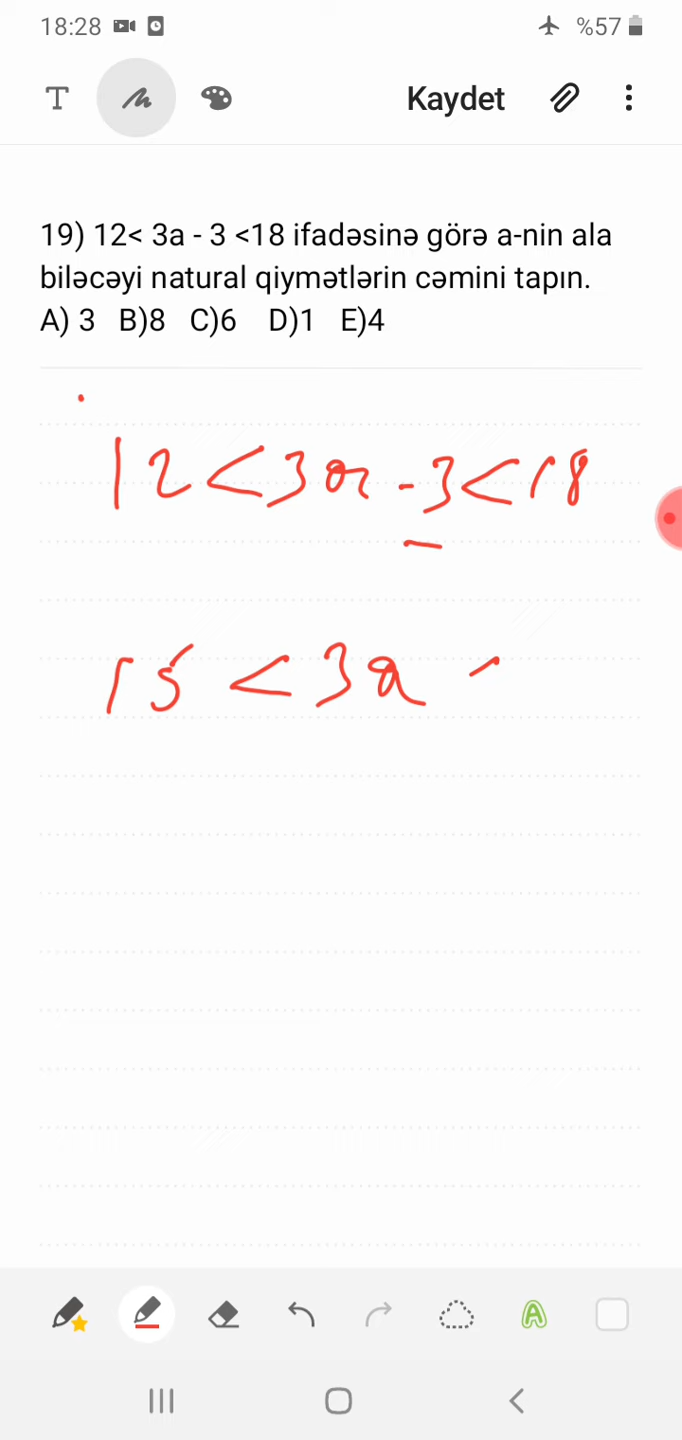 18:28 %57
T Kaydet
19) 12< 3a - 3 <18 ifadəsinə görə a-nin ala
biləcəyi natural qiymətlərin cəmini tapın.
A) 3 B)8 C)6 D)1 E)4
12<3a-3<18
15<3a
A